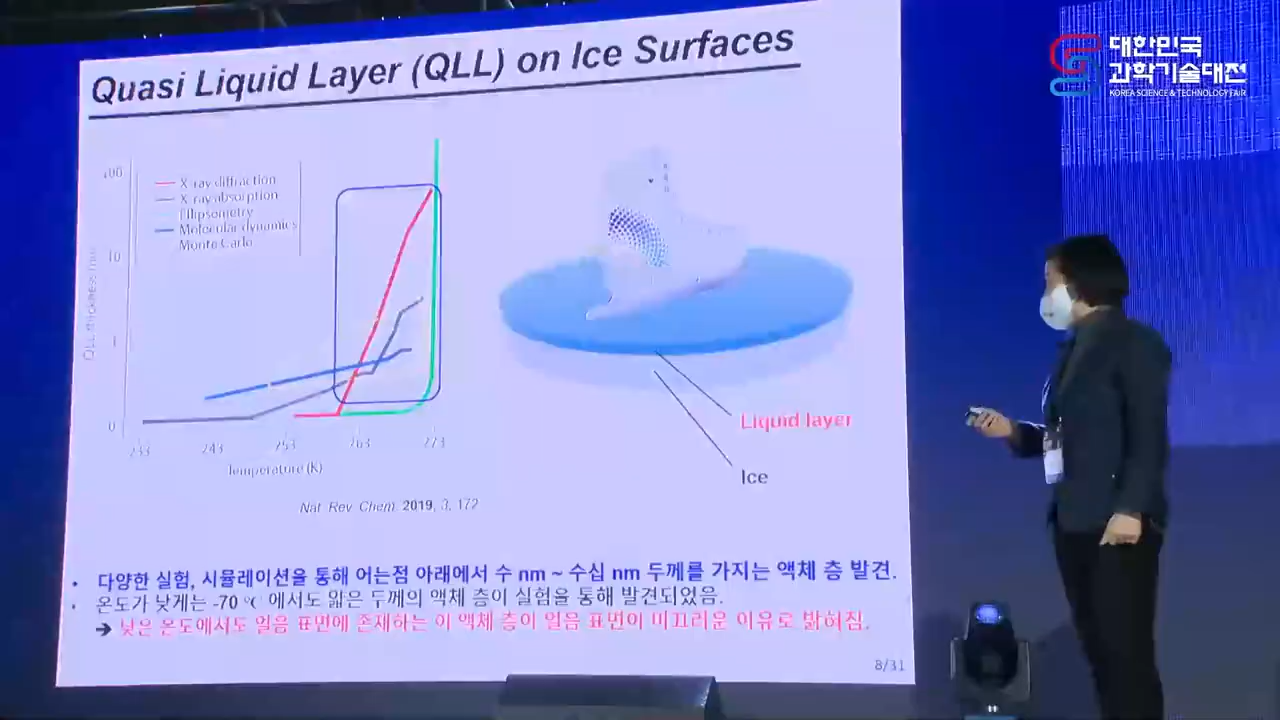 Quasi Liquid Layer (QLL) on Ice Surfaces
대한민국
과학기술대전
KOREA SCIENCE & TECHNOLOGY FAIR
100
10
1
0
QLL thickness (nm)
X-ray diffraction
X-ray absorption
Ellipsometry
Molecular dynamics
Monte Carlo
233 243 253 263 273
Temperature (K)
Nat. Rev. Chem. 2019, 3, 172
Liquid layer
Ice
• 다양한 실험, 시뮬레이션을 통해 어는점 아래에서 수 nm ~ 수십 nm 두께를 가지는 액체 층 발견.
• 온도가 낮게는 -70 ℃ 에서도 얇은 두께의 액체 층이 실험을 통해 발견되었음.
➔ 낮은 온도에서도 얼음 표면에 존재하는 이 액체 층이 얼음 표면이 미끄러운 이유로 밝혀짐.
8/31